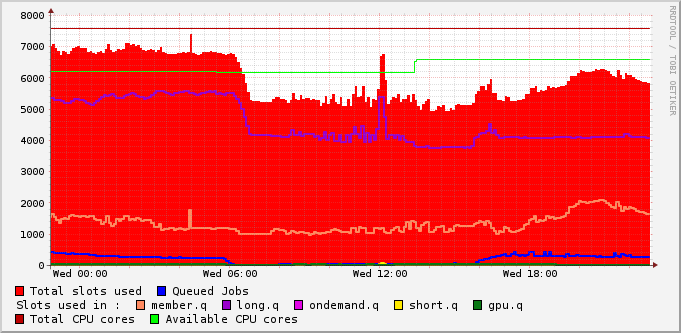 8000
7000
6000
5000
4000
3000
2000
1000
0
Wed 00:00 Wed 06:00 Wed 12:00 Wed 18:00
RRDTOOL / TOBI OETIKER
Total slots used Queued Jobs
Slots used in : member.q long.q ondemand.q short.q gpu.q
Total CPU cores Available CPU cores